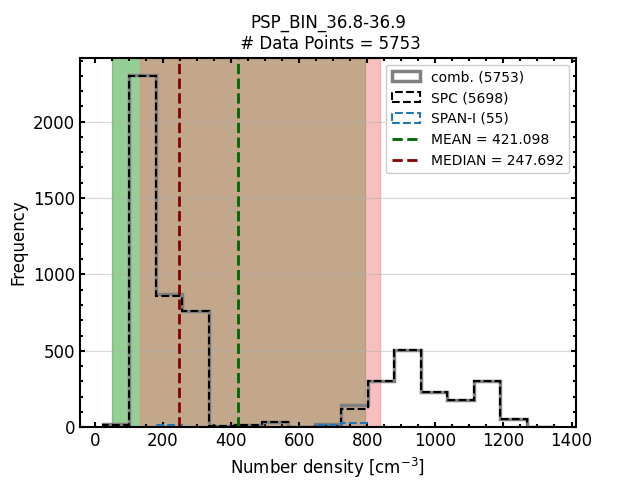 PSP_BIN_36.8-36.9
# Data Points = 5753
comb. (5753)
SPC (5698)
SPAN-I (55)
MEAN = 421.098
MEDIAN = 247.692
Frequency
2000
1500
1000
500
0
0 200 400 600 800 1000 1200 1400
Number density [cm⁻³]